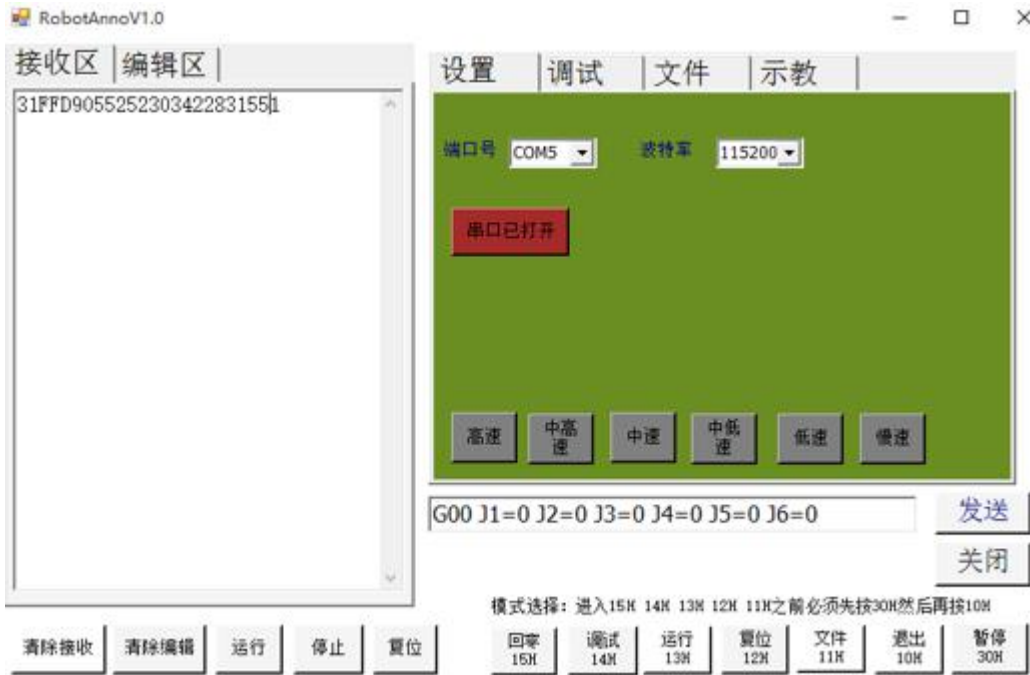 RobotAnnoV1.0
接收区 编辑区
31FFD9055252303422831551
设置 调试 文件 示教
端口号 COM5 波特率 115200
串口已打开
高速 中高速 中速 中低速 低速 慢速
G00 J1=0 J2=0 J3=0 J4=0 J5=0 J6=0 发送
关闭
模式选择：进入15H 14H 13H 12H 11H之前必须先按30H然后再按10H
清除接收 清除编辑 运行 停止 复位
回零 调试 运行 复位 文件 退出 暂停
15H 14H 13H 12H 11H 10H 30H